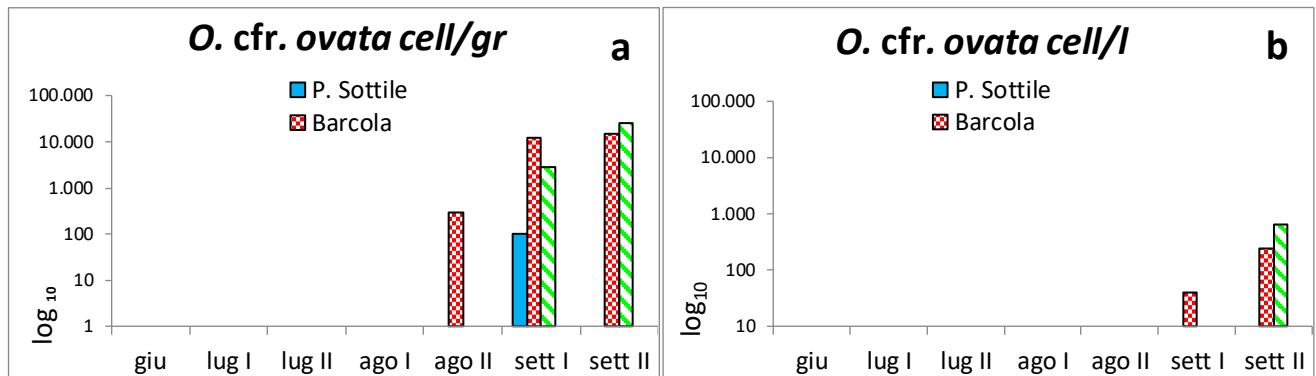 O. cfr. ovata cell/gr
a
P. Sottile
Barcola
100.000
10.000
1.000
100
10
1
log 10
giu lug I lug II ago I ago II sett I sett II
O. cfr. ovata cell/l
b
P. Sottile
Barcola
100.000
10.000
1.000
100
10
log10
giu lug I lug II ago I ago II sett I sett II